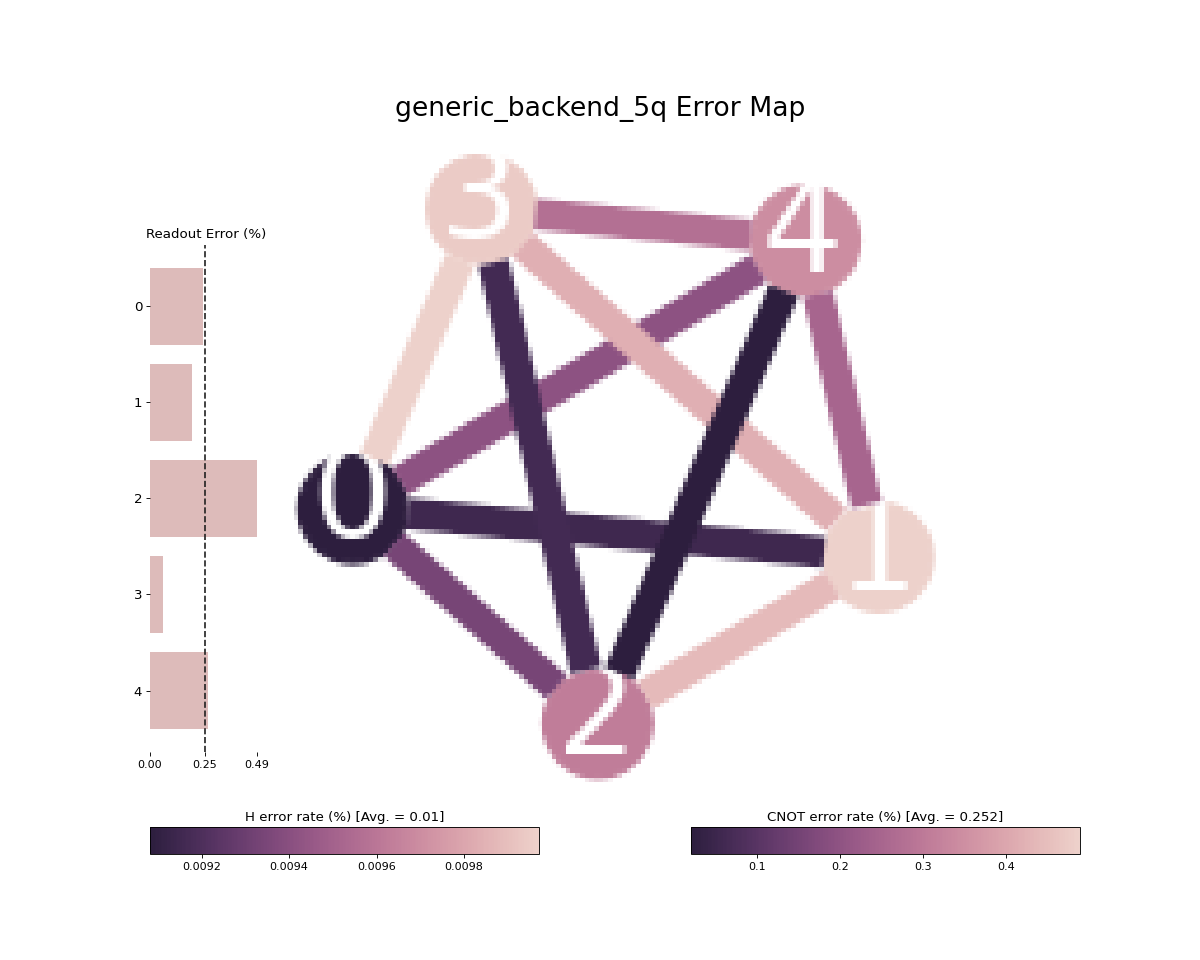 generic_backend_5q Error Map
3
4
Readout Error (%)
0
1
2
3
4
0.00 0.25 0.49
0
1
2
H error rate (%) [Avg. = 0.01]
0.0092 0.0094 0.0096 0.0098
CNOT error rate (%) [Avg. = 0.252]
0.1 0.2 0.3 0.4